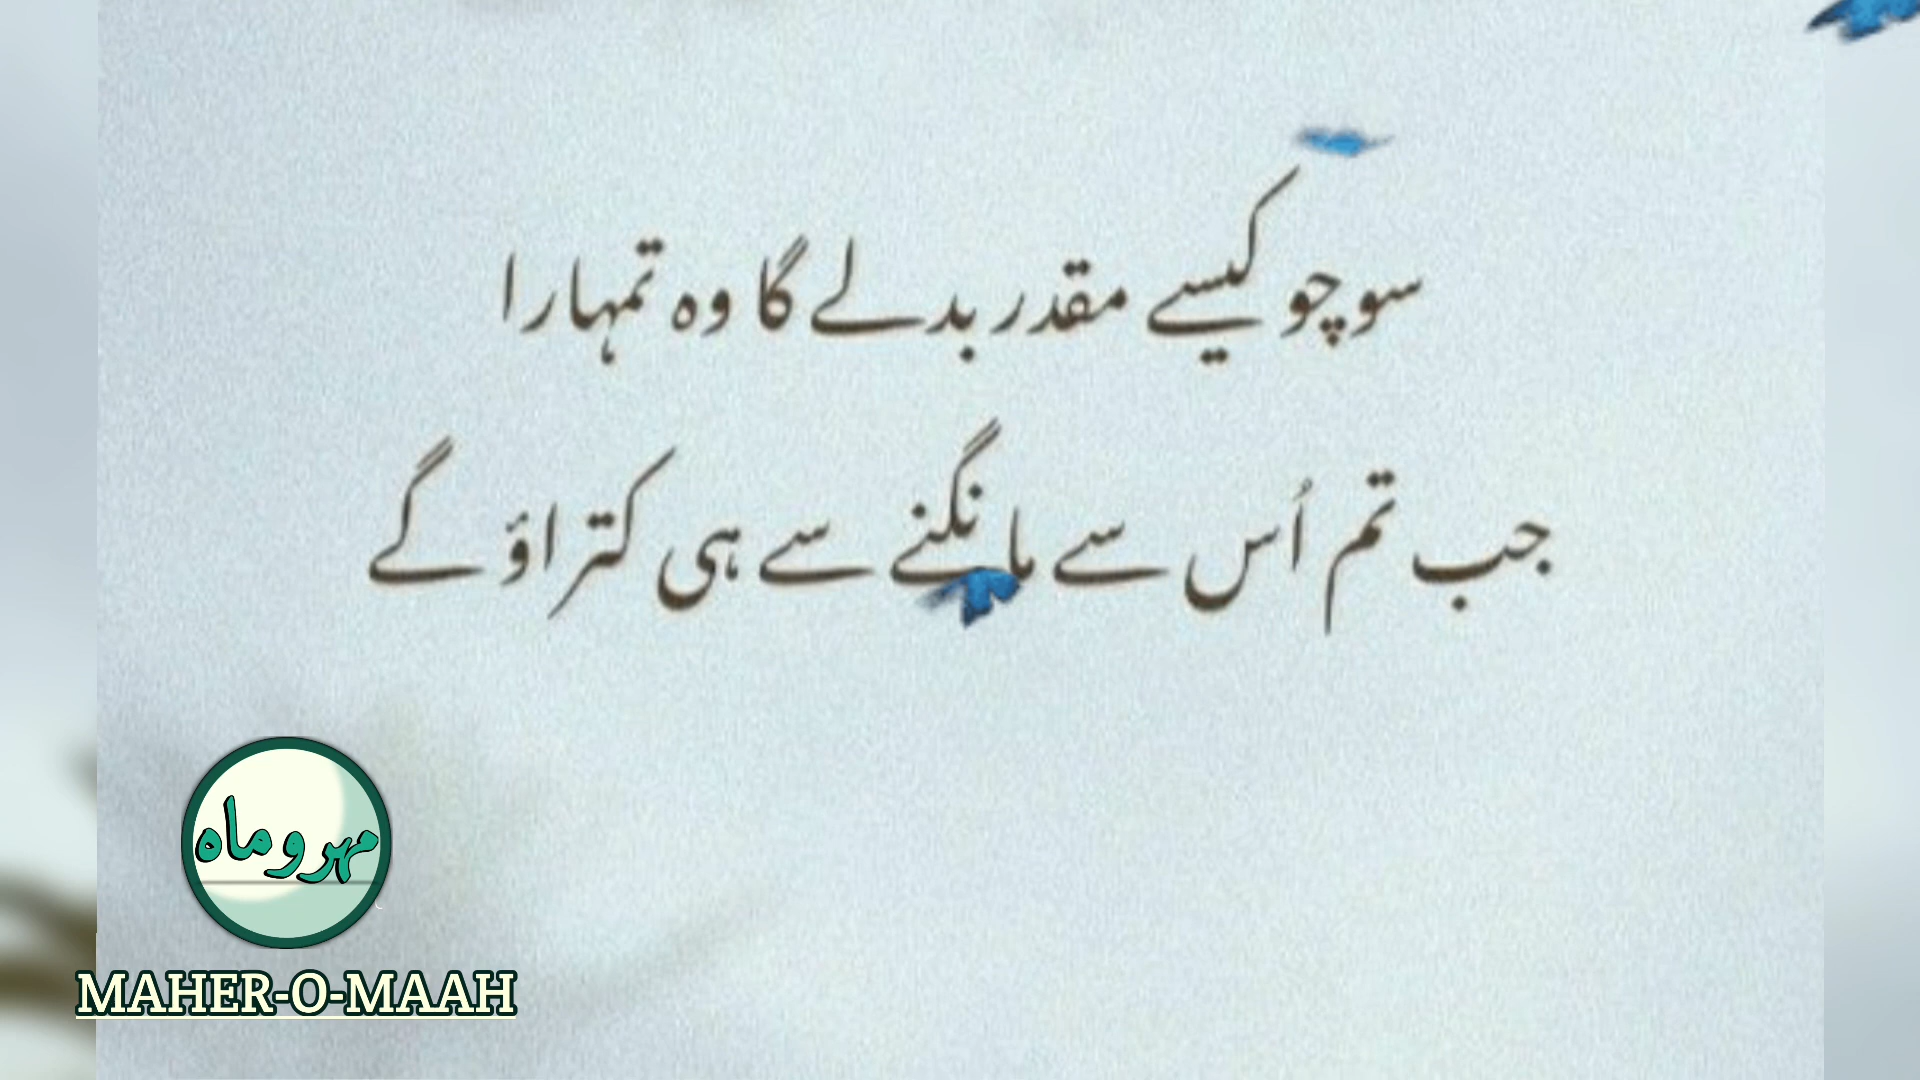 سوچو کیسے مقدر بدلے گا وہ تمہارا
جب تم اُس سے مانگنے سے ہی کتراؤ گے
مہروماہ
MAHER-O-MAAH